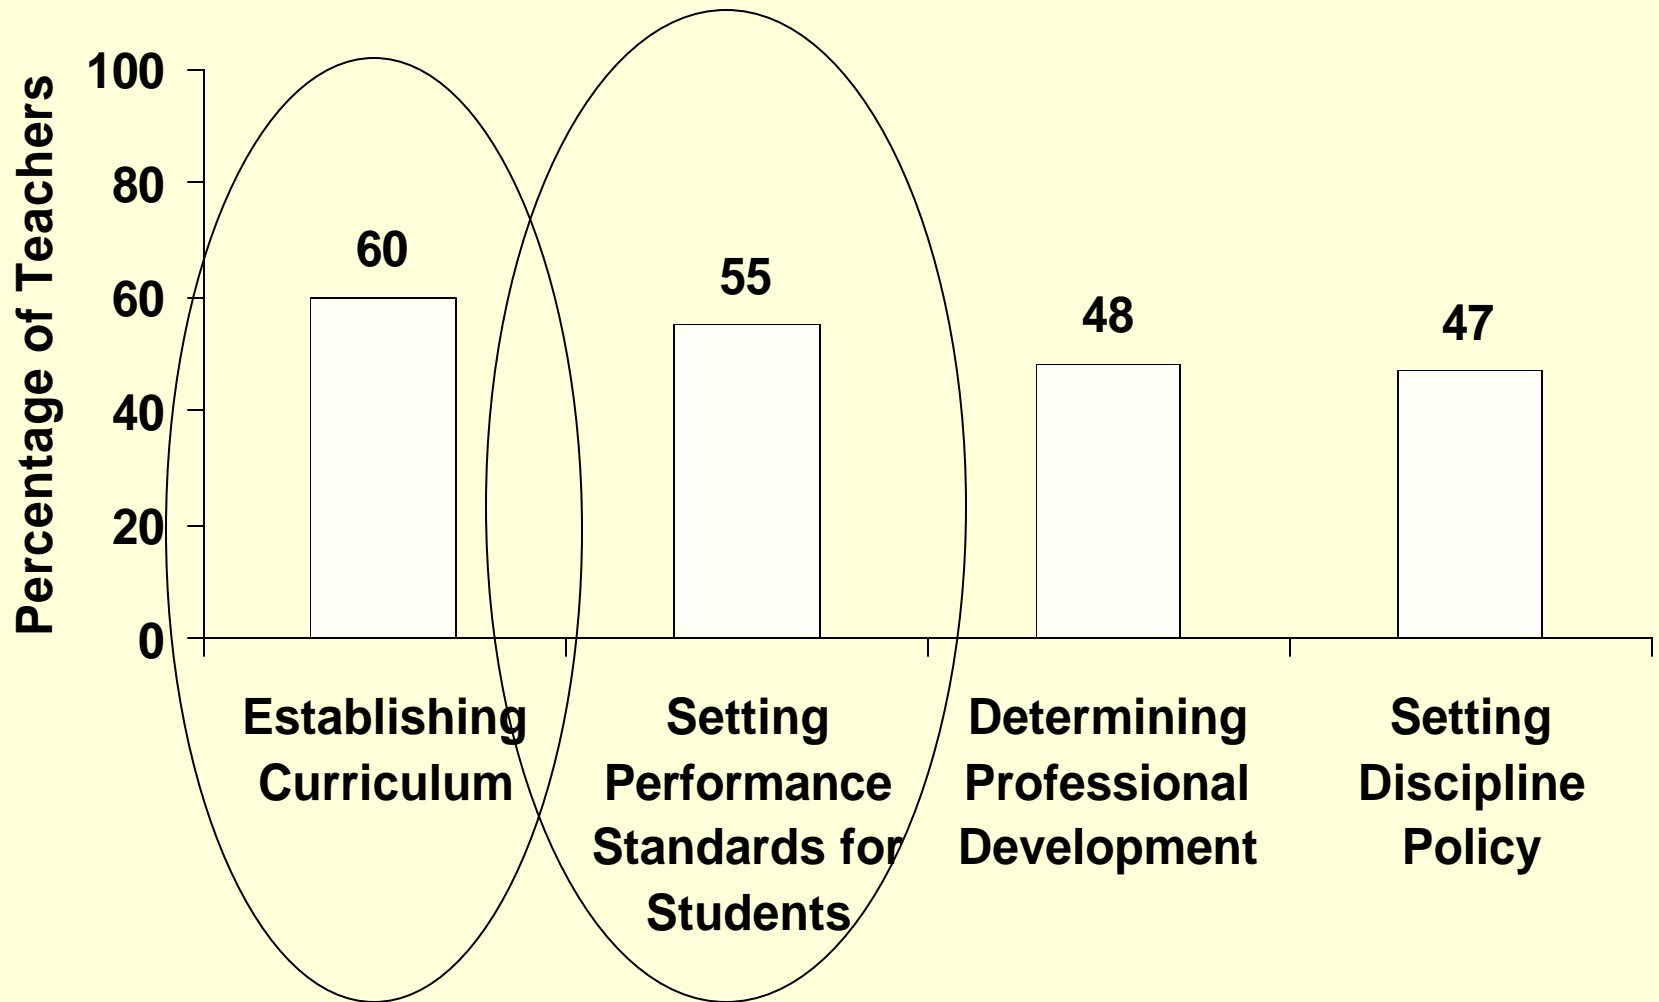 Percentage of Teachers
100
80
60
40
20
0
60
55
48
47
Establishing
Curriculum
Setting
Performance
Standards for
Students
Determining
Professional
Development
Setting
Discipline
Policy